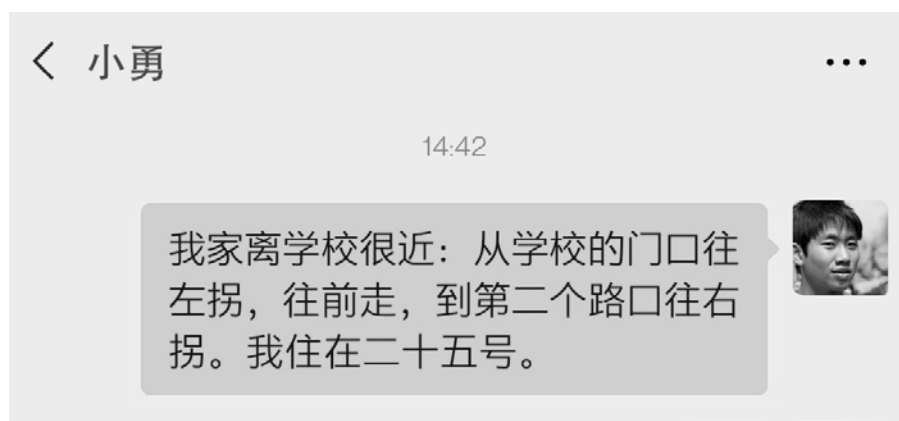 小勇
14:42
我家离学校很近：从学校的门口往
左拐，往前走，到第二个路口往右
拐。我住在二十五号。